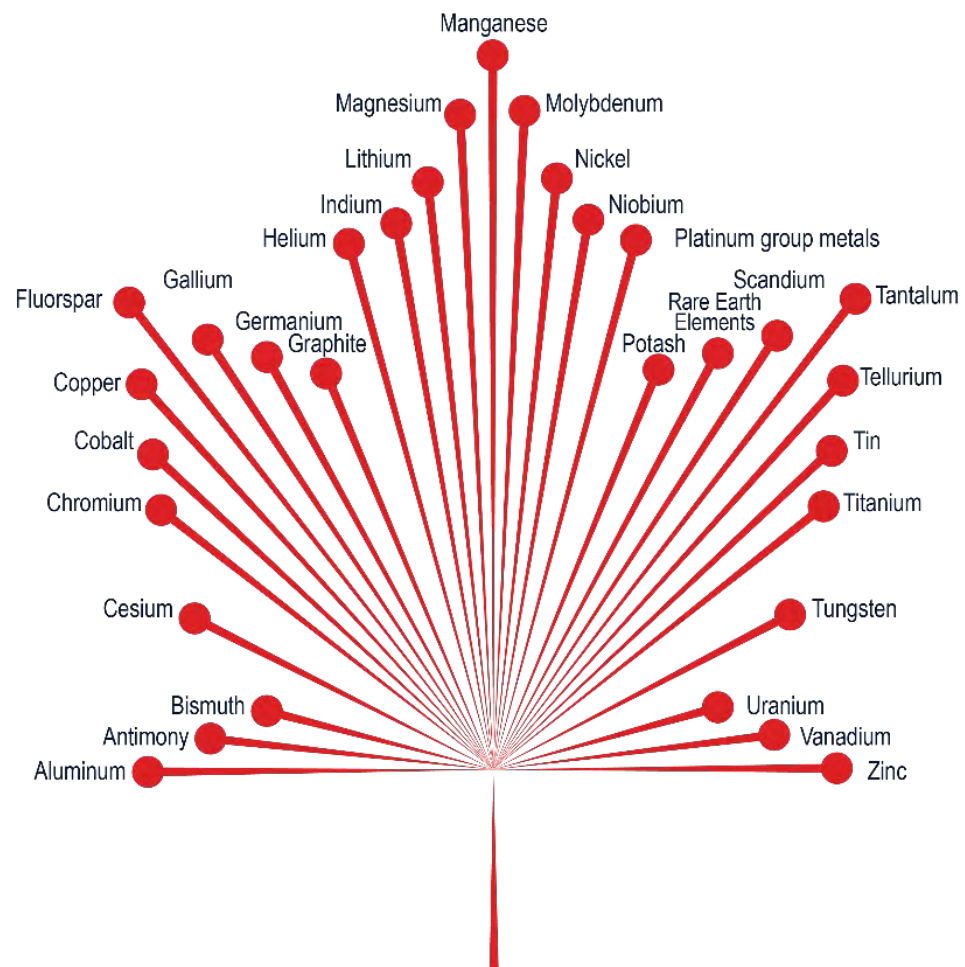 Manganese
Magnesium
Molybdenum
Lithium
Nickel
Indium
Niobium
Helium
Platinum group metals
Gallium
Scandium
Fluorspar
Tantalum
Germanium
Rare Earth
Elements
Graphite
Potash
Copper
Tellurium
Cobalt
Tin
Chromium
Titanium
Cesium
Tungsten
Bismuth
Uranium
Antimony
Vanadium
Aluminum
Zinc